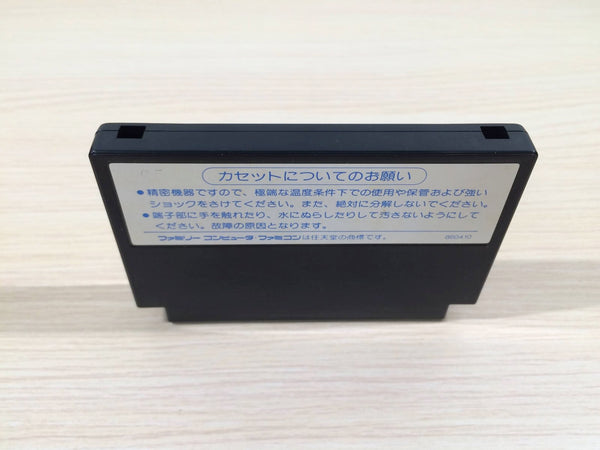 カセットについてのお願い
●精密機器ですので、極端な温度条件下での使用や保管および強い
ショックをさけてください。また、絶対に分解しないでください。
●端子部に手を触れたり、水にぬらしたりして汚さないようにして
ください。故障の原因となります。
ファミリー コンピュータ・ファミコンは任天堂の商標です。 860410